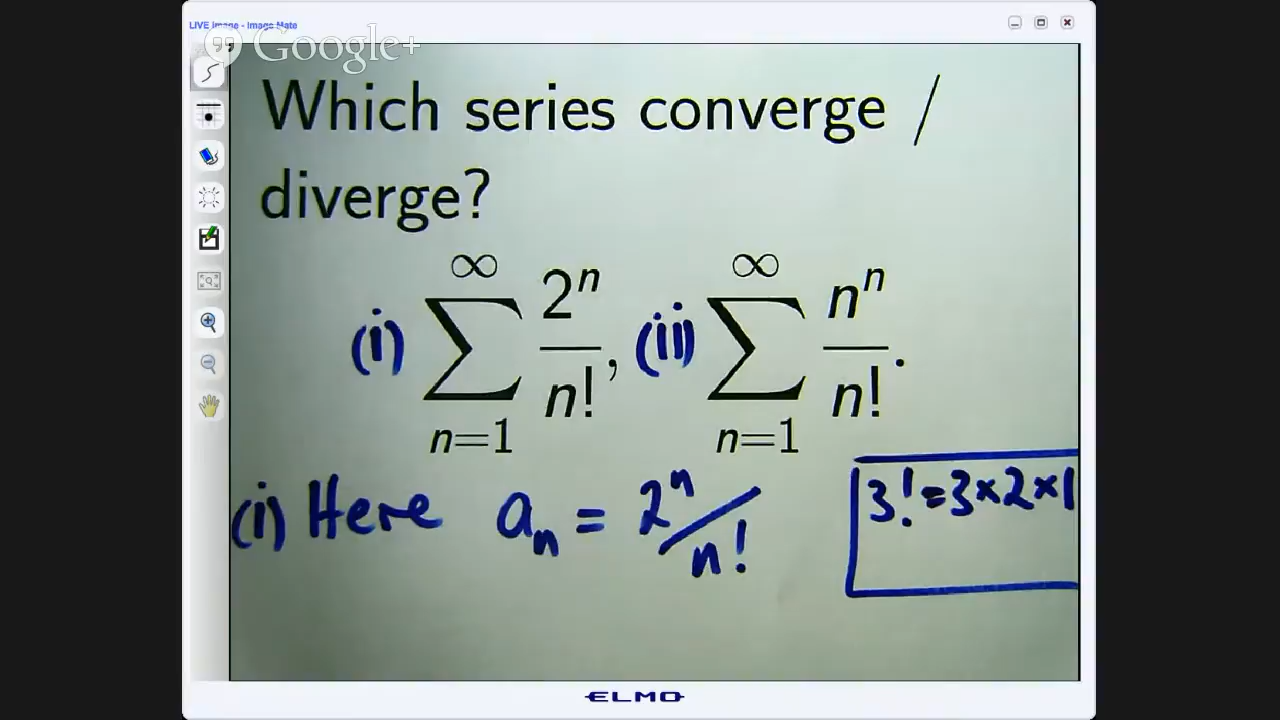 LIVE Image - Image Mate
Google+
Which series converge /
diverge?
(i) ∑_{n=1}^{∞} 2^n/n!, (ii) ∑_{n=1}^{∞} n^n/n!.
(i) Here a_n = 2^n/n!
3! = 3×2×1
ELMO